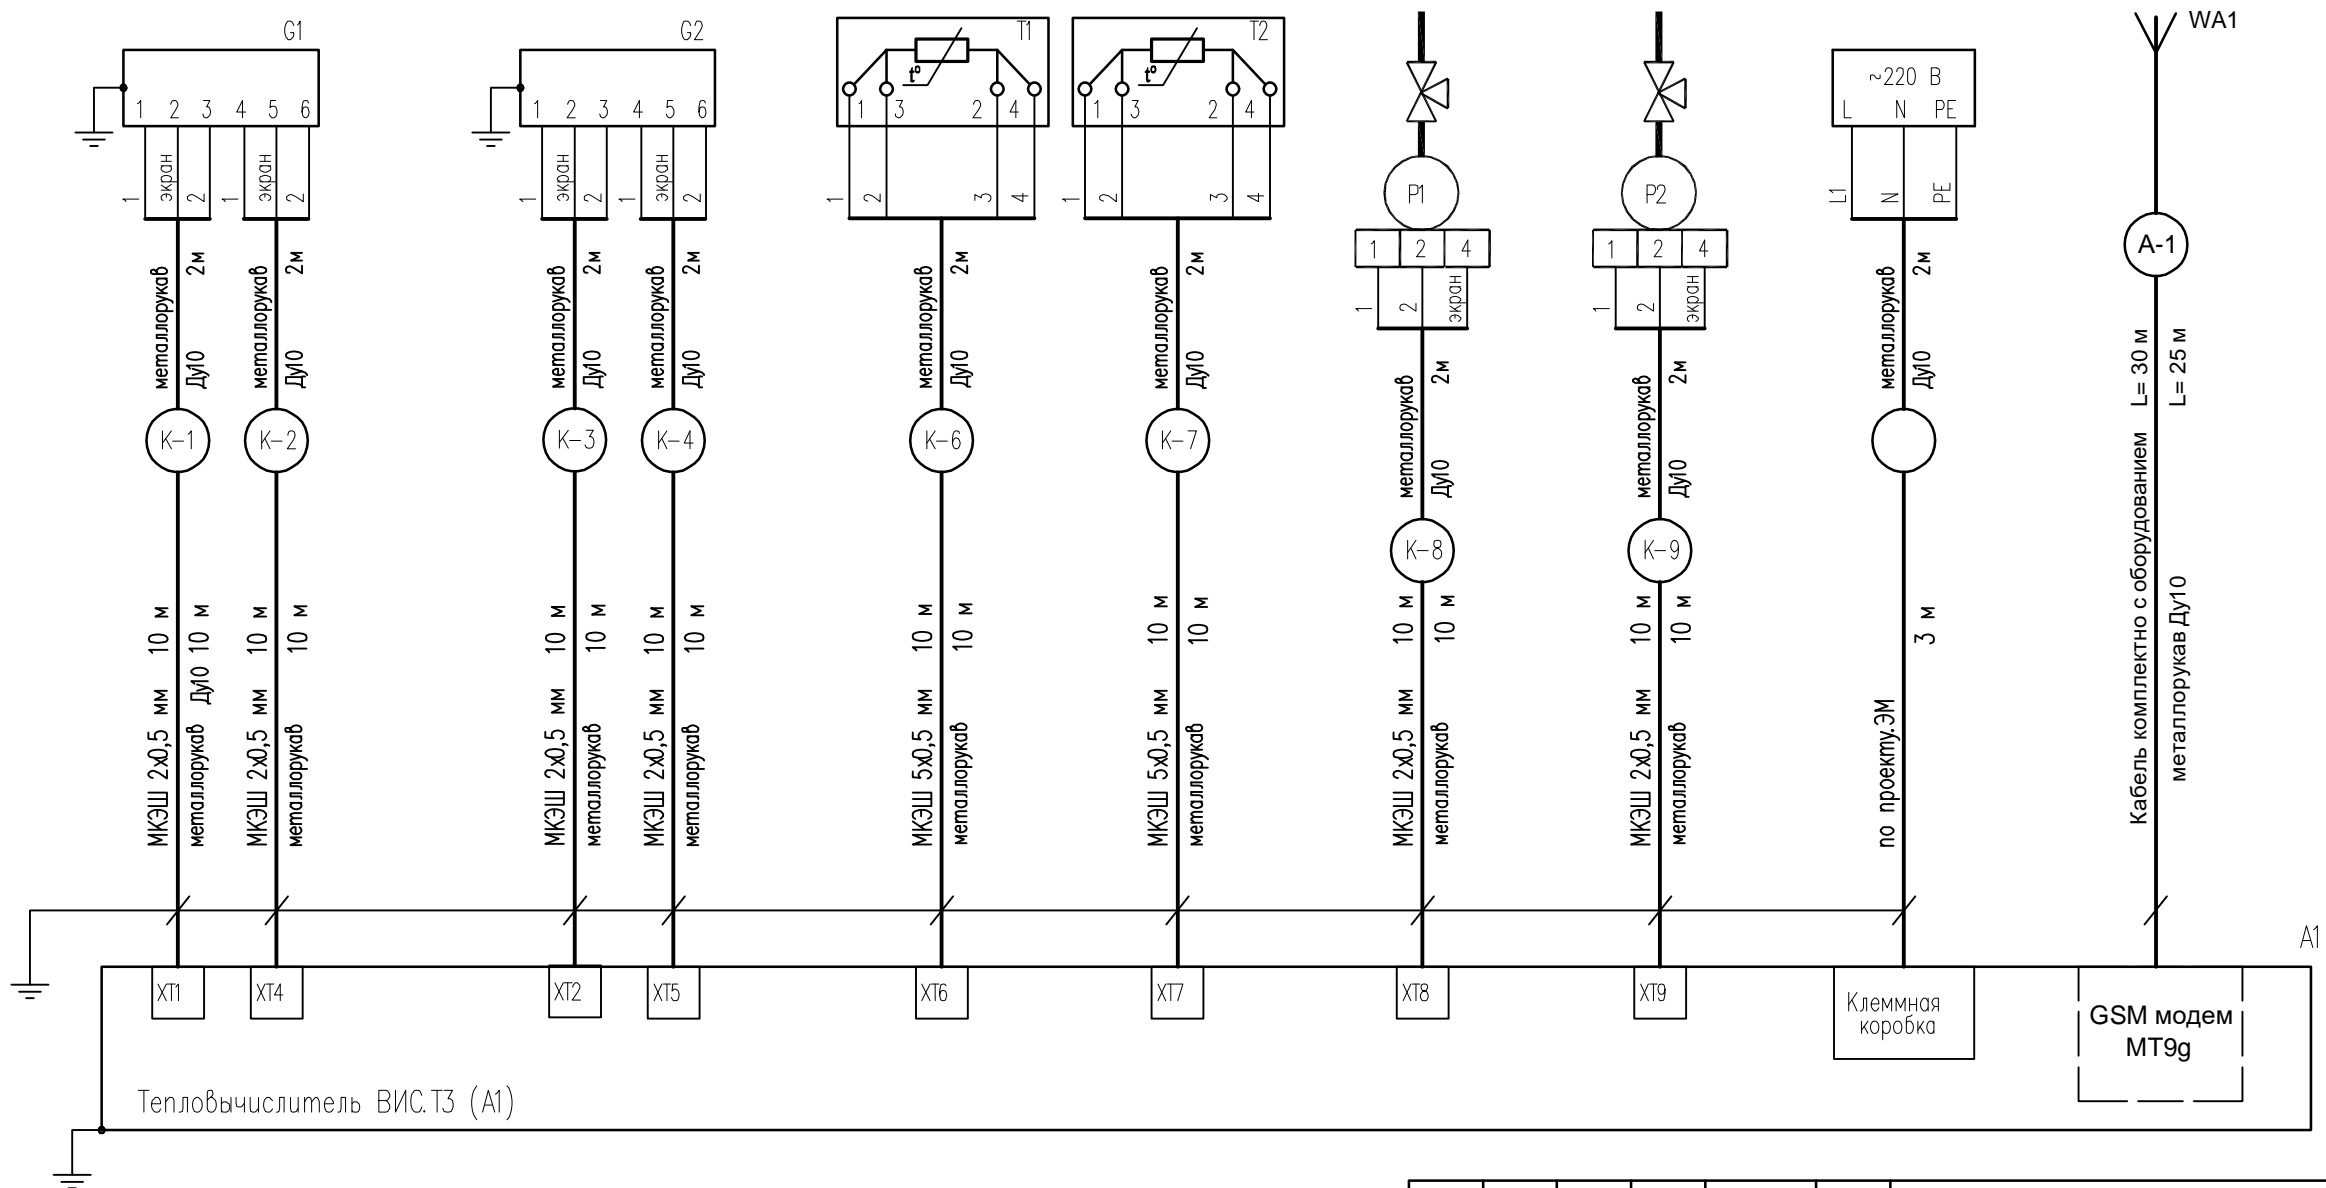 G1
1 2 3 4 5 6
1 экран 2 1 экран 2
металлорукав 2м
Ду10
металлорукав 2м
Ду10
K-1
K-2
МКЭШ 2х0,5 мм 10 м
металлорукав Ду10 10 м
МКЭШ 2х0,5 мм 10 м
металлорукав 10 м
XT1
XT4
G2
1 2 3 4 5 6
1 экран 2 1 экран 2
металлорукав 2м
Ду10
металлорукав 2м
Ду10
K-3
K-4
МКЭШ 2х0,5 мм 10 м
металлорукав 10 м
МКЭШ 2х0,5 мм 10 м
металлорукав 10 м
XT2
XT5
T1
t°
1 3 2 4
1 2 3 4
металлорукав 2м
Ду10
K-6
МКЭШ 5х0,5 мм 10 м
металлорукав 10 м
XT6
T2
t°
1 3 2 4
1 2 3 4
металлорукав 2м
Ду10
K-7
МКЭШ 5х0,5 мм 10 м
металлорукав 10 м
XT7
P1
1 2 4
1 2 экран
металлорукав 2м
Ду10
K-8
МКЭШ 2х0,5 мм 10 м
металлорукав 10 м
XT8
P2
1 2 4
1 2 экран
металлорукав 2м
Ду10
K-9
МКЭШ 2х0,5 мм 10 м
металлорукав 10 м
XT9
~220 В
L N PE
L1 N PE
металлорукав 2м
Ду10
по проекту.ЭМ
3 м
Клеммная
коробка
WA1
A-1
Кабель комплектно с оборудованием L= 30 м
металлорукав Ду10 L= 25 м
A1
GSM модем
MT9g
Тепловычислитель ВИС.Т3 (А1)